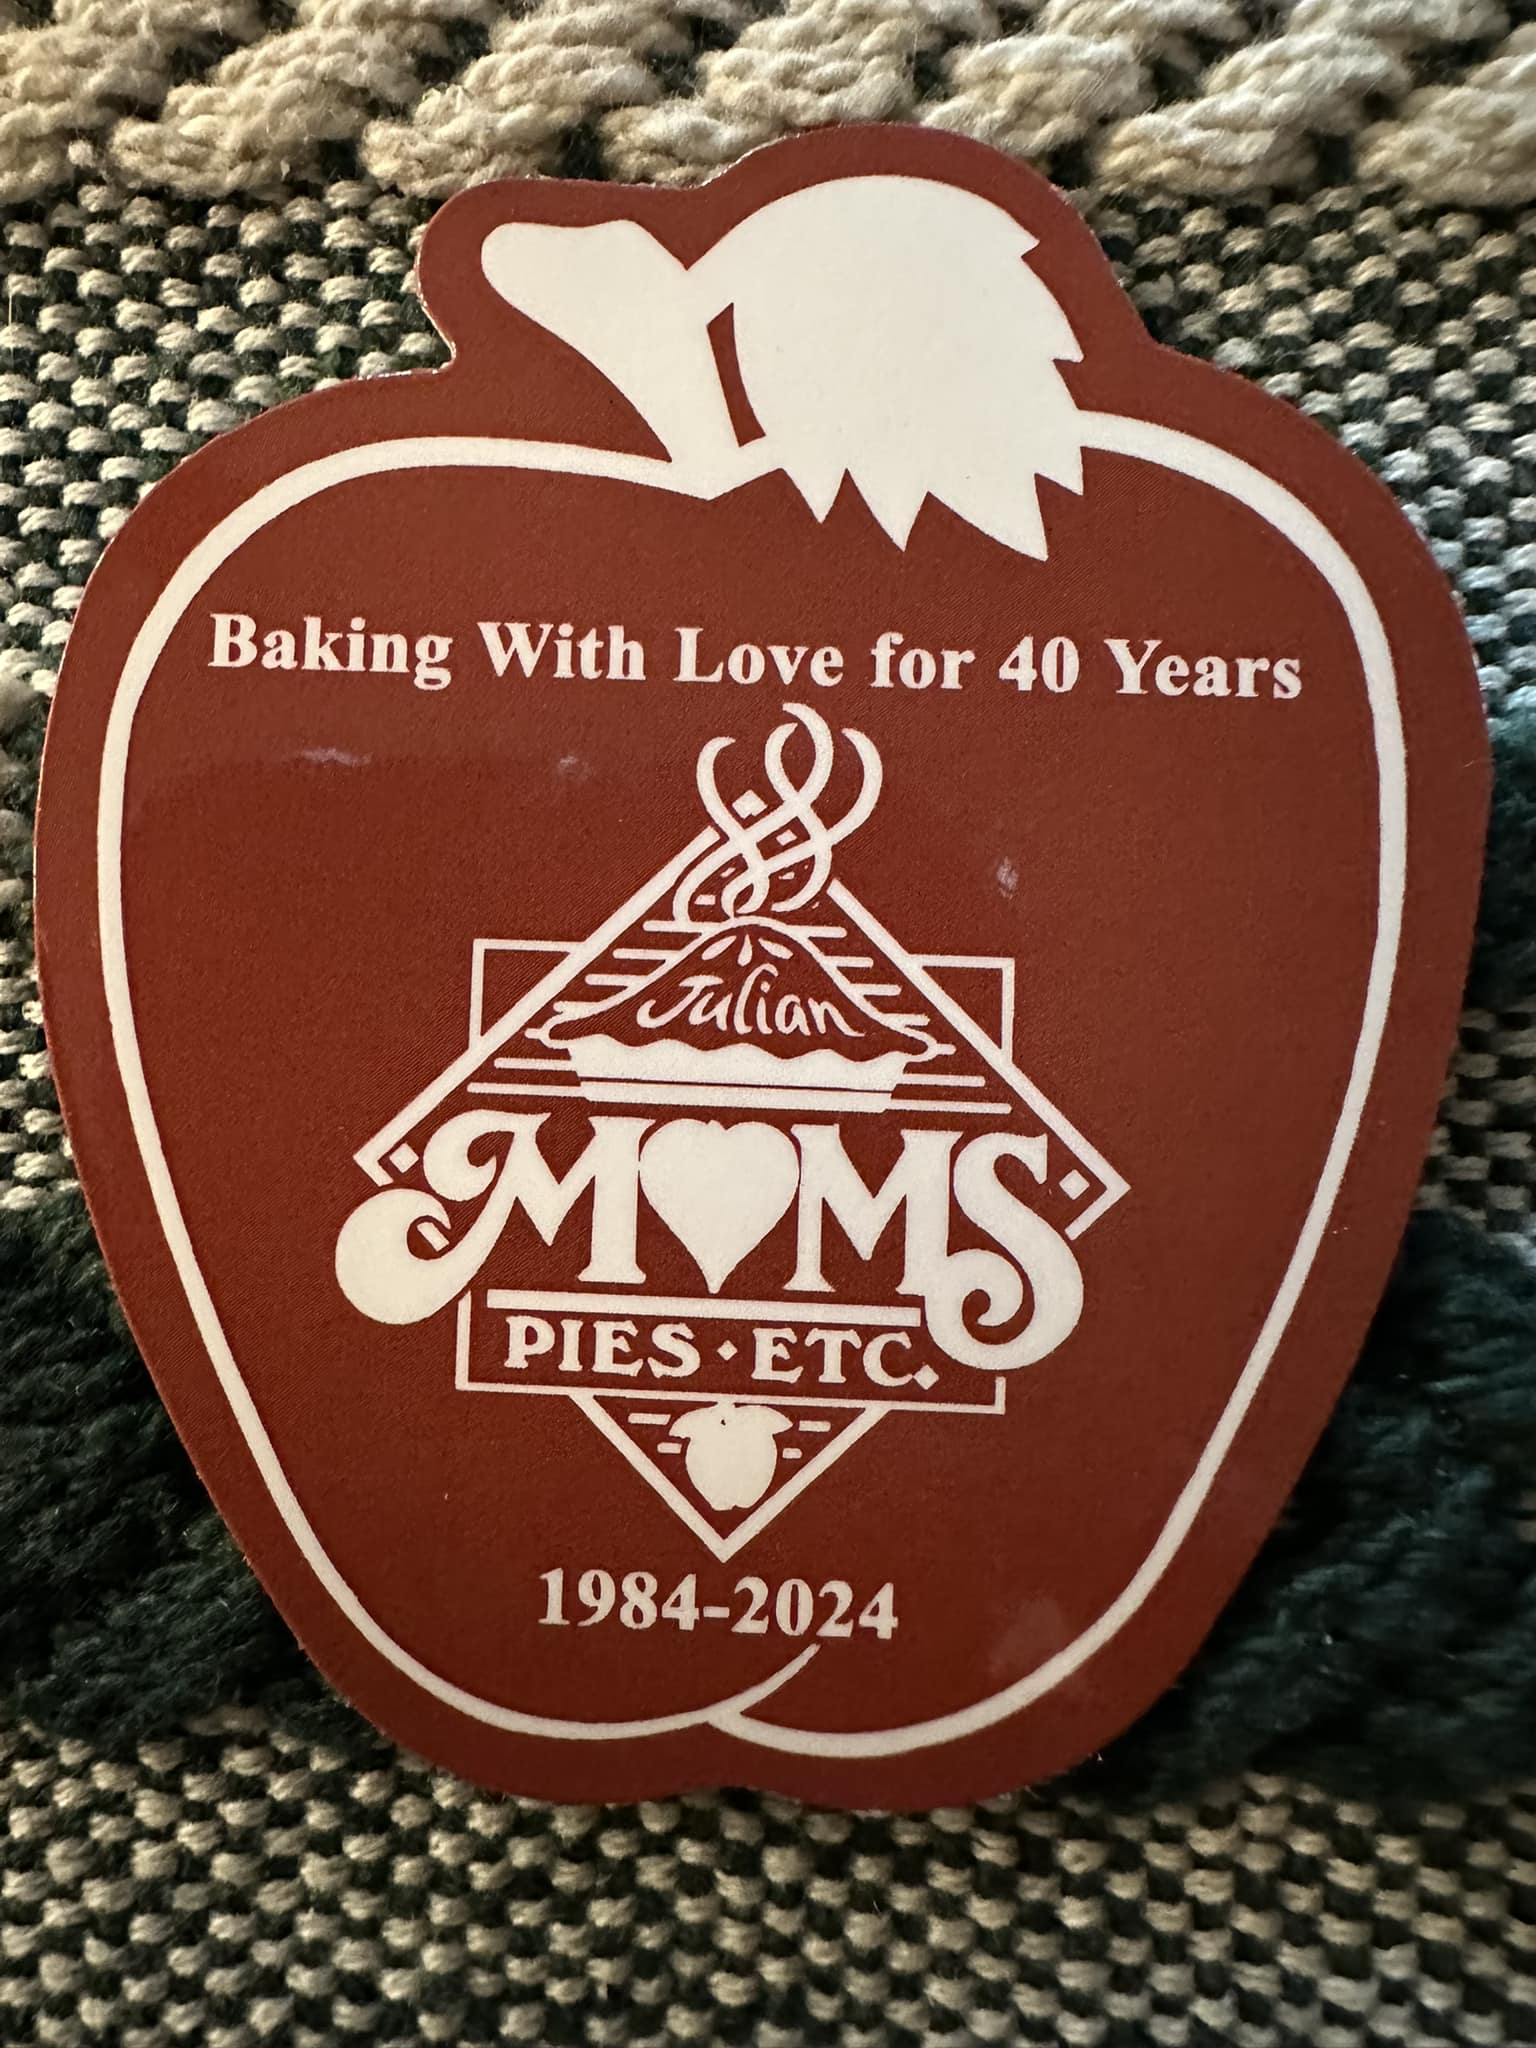 Baking With Love for 40 Years
Julian
MOMS
PIES · ETC.
1984-2024